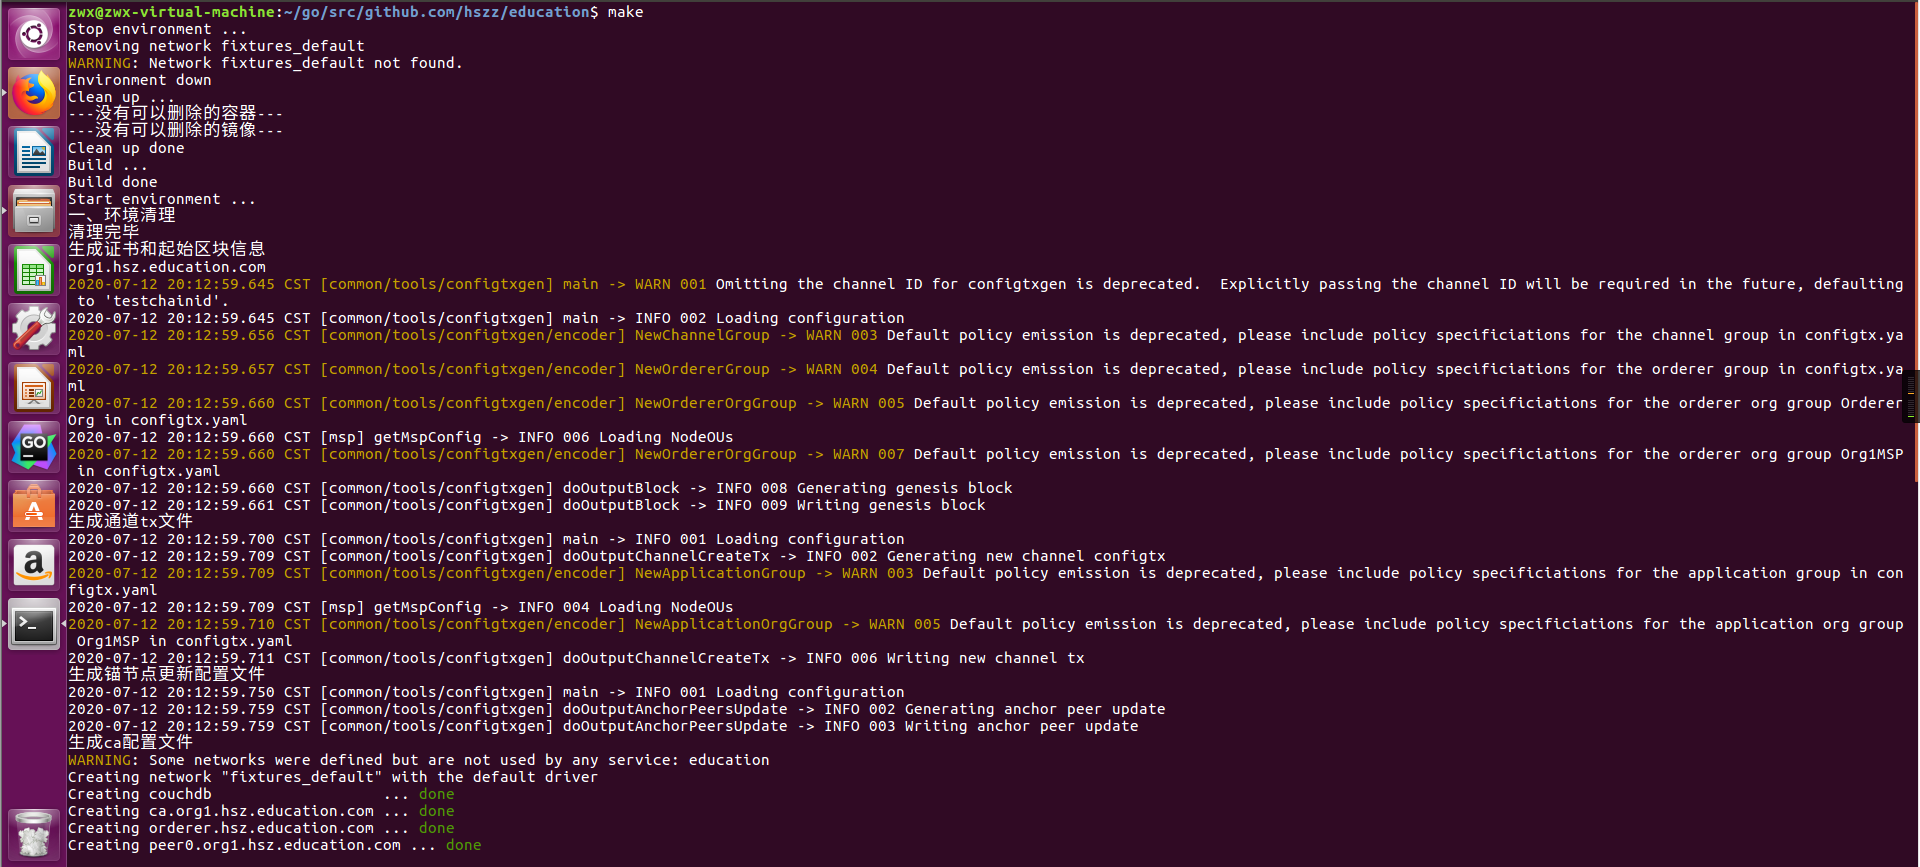 zwx@zwx-virtual-machine:~/go/src/github.com/hszz/education$ make
Stop environment ...
Removing network fixtures_default
WARNING: Network fixtures_default not found.
Environment down
Clean up ...
---没有可以删除的容器---
---没有可以删除的镜像---
Clean up done
Build ...
Build done
Start environment ...
一、环境清理
清理完毕
生成证书和起始区块信息
org1.hsz.education.com
2020-07-12 20:12:59.645 CST [common/tools/configtxgen] main -> WARN 001 Omitting the channel ID for configtxgen is deprecated.  Explicitly passing the channel ID will be required in the future, defaulting
 to 'testchainid'.
2020-07-12 20:12:59.645 CST [common/tools/configtxgen] main -> INFO 002 Loading configuration
2020-07-12 20:12:59.656 CST [common/tools/configtxgen/encoder] NewChannelGroup -> WARN 003 Default policy emission is deprecated, please include policy specificiations for the channel group in configtx.ya
ml
2020-07-12 20:12:59.657 CST [common/tools/configtxgen/encoder] NewOrdererGroup -> WARN 004 Default policy emission is deprecated, please include policy specificiations for the orderer group in configtx.ya
ml
2020-07-12 20:12:59.660 CST [common/tools/configtxgen/encoder] NewOrdererOrgGroup -> WARN 005 Default policy emission is deprecated, please include policy specificiations for the orderer org group Orderer
Org in configtx.yaml
2020-07-12 20:12:59.660 CST [msp] getMspConfig -> INFO 006 Loading NodeOUs
2020-07-12 20:12:59.660 CST [common/tools/configtxgen/encoder] NewOrdererOrgGroup -> WARN 007 Default policy emission is deprecated, please include policy specificiations for the orderer org group Org1MSP
 in configtx.yaml
2020-07-12 20:12:59.660 CST [common/tools/configtxgen] doOutputBlock -> INFO 008 Generating genesis block
2020-07-12 20:12:59.661 CST [common/tools/configtxgen] doOutputBlock -> INFO 009 Writing genesis block
生成通道tx文件
2020-07-12 20:12:59.700 CST [common/tools/configtxgen] main -> INFO 001 Loading configuration
2020-07-12 20:12:59.709 CST [common/tools/configtxgen] doOutputChannelCreateTx -> INFO 002 Generating new channel configtx
2020-07-12 20:12:59.709 CST [common/tools/configtxgen/encoder] NewApplicationGroup -> WARN 003 Default policy emission is deprecated, please include policy specificiations for the application group in con
figtx.yaml
2020-07-12 20:12:59.709 CST [msp] getMspConfig -> INFO 004 Loading NodeOUs
2020-07-12 20:12:59.710 CST [common/tools/configtxgen/encoder] NewApplicationOrgGroup -> WARN 005 Default policy emission is deprecated, please include policy specificiations for the application org group
 Org1MSP in configtx.yaml
2020-07-12 20:12:59.711 CST [common/tools/configtxgen] doOutputChannelCreateTx -> INFO 006 Writing new channel tx
生成锚节点更新配置文件
2020-07-12 20:12:59.750 CST [common/tools/configtxgen] main -> INFO 001 Loading configuration
2020-07-12 20:12:59.759 CST [common/tools/configtxgen] doOutputAnchorPeersUpdate -> INFO 002 Generating anchor peer update
2020-07-12 20:12:59.759 CST [common/tools/configtxgen] doOutputAnchorPeersUpdate -> INFO 003 Writing anchor peer update
生成ca配置文件
WARNING: Some networks were defined but are not used by any service: education
Creating network "fixtures_default" with the default driver
Creating couchdb                   ... done
Creating ca.org1.hsz.education.com ... done
Creating orderer.hsz.education.com ... done
Creating peer0.org1.hsz.education.com ... done
GO